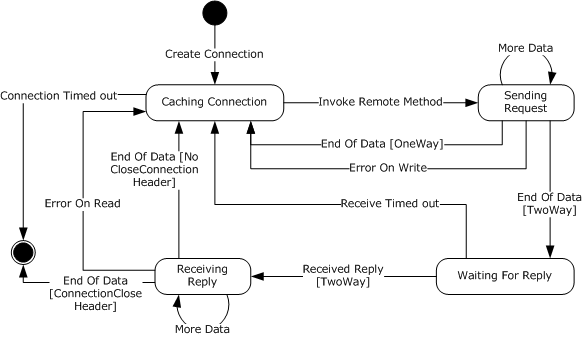 More Data
Create Connection
Connection Timed out
Caching Connection
Invoke Remote Method
Sending
Request
End Of Data [OneWay]
End Of Data [No
CloseConnection
Header]
Error On Write
End Of Data
[TwoWay]
Error On Read
Receive Timed out
Receiving
Reply
Received Reply
[TwoWay]
Waiting For Reply
End Of Data
[ConnectionClose
Header]
More Data